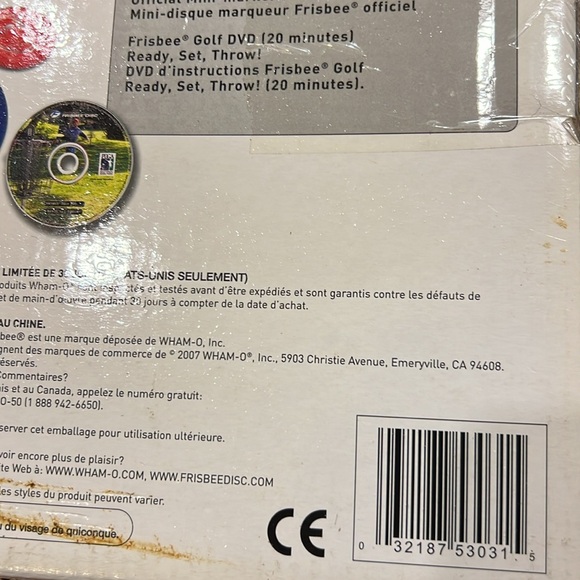 Mini-disque marqueur Frisbee® officiel
Frisbee® Golf DVD (20 minutes)
Ready, Set, Throw!
DVD d'instructions Frisbee® Golf
Ready, Set, Throw! (20 minutes).
LIMITÉE DE ATS-UNIS SEULEMENT)
Wham-O et testés avant d'être expédiés et sont garantis contre les défauts de
et de main-d'œuvre pendant 30 jours à compter de la date d'achat.
AU CHINE.
bee® est une marque déposée de WHAM-O, Inc.
gnent des marques de commerce de © 2007 WHAM-O®, Inc., 5903 Christie Avenue, Emeryville, CA 94608.
éservés.
Commentaires?
is et au Canada, appelez le numéro gratuit:
O-50 (1 888 942-6650).
server cet emballage pour utilisation ultérieure.
voir encore plus de plaisir?
ite Web à: WWW.WHAM-O.COM, WWW.FRISBEEDISC.COM
les styles du produit peuvent varier.
u du visage de quiconque.
CE
0 32187 53031 5